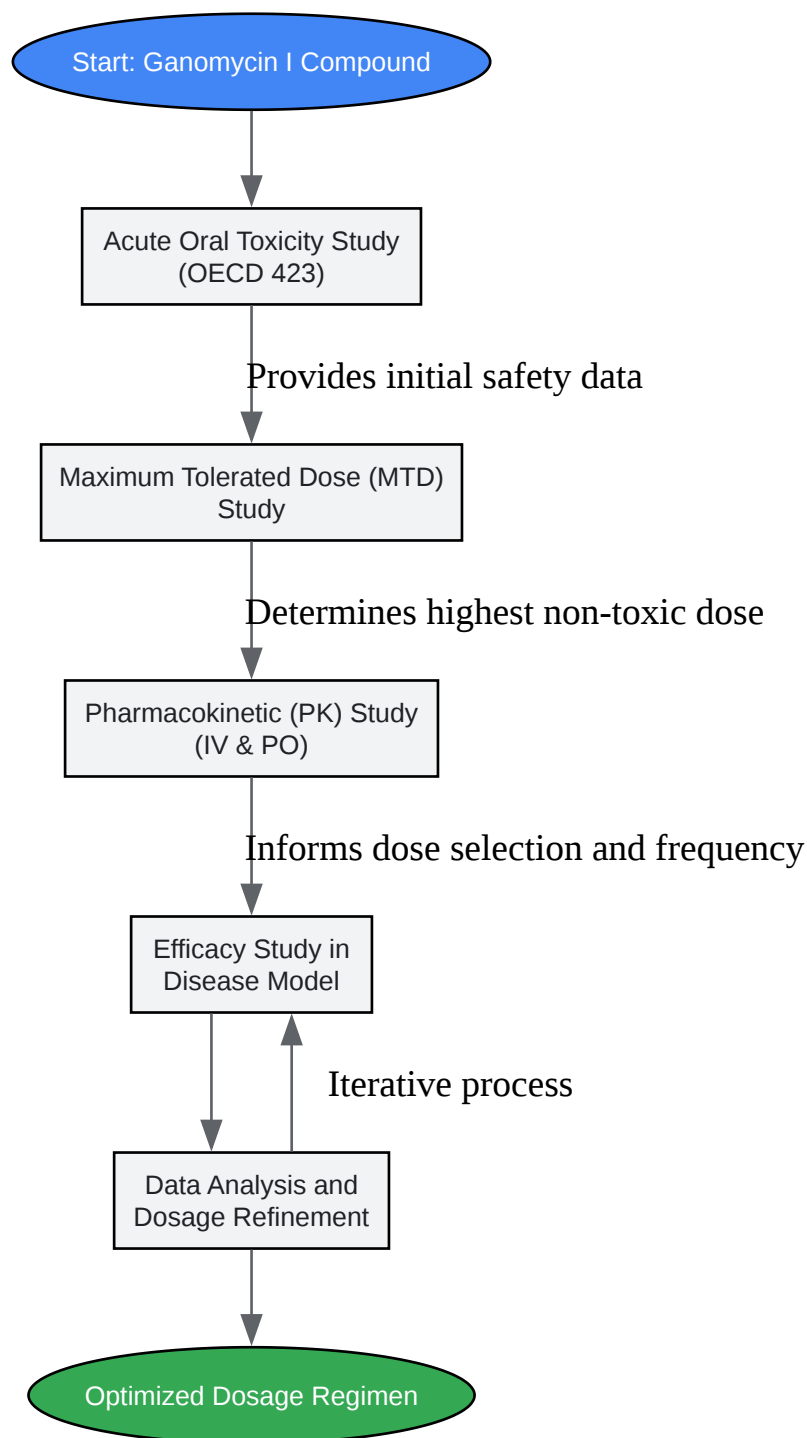 Start: Ganomycin I Compound
Acute Oral Toxicity Study
(OECD 423)
Provides initial safety data
Maximum Tolerated Dose (MTD)
Study
Determines highest non-toxic dose
Pharmacokinetic (PK) Study
(IV & PO)
Informs dose selection and frequency
Efficacy Study in
Disease Model
Iterative process
Data Analysis and
Dosage Refinement
Optimized Dosage Regimen